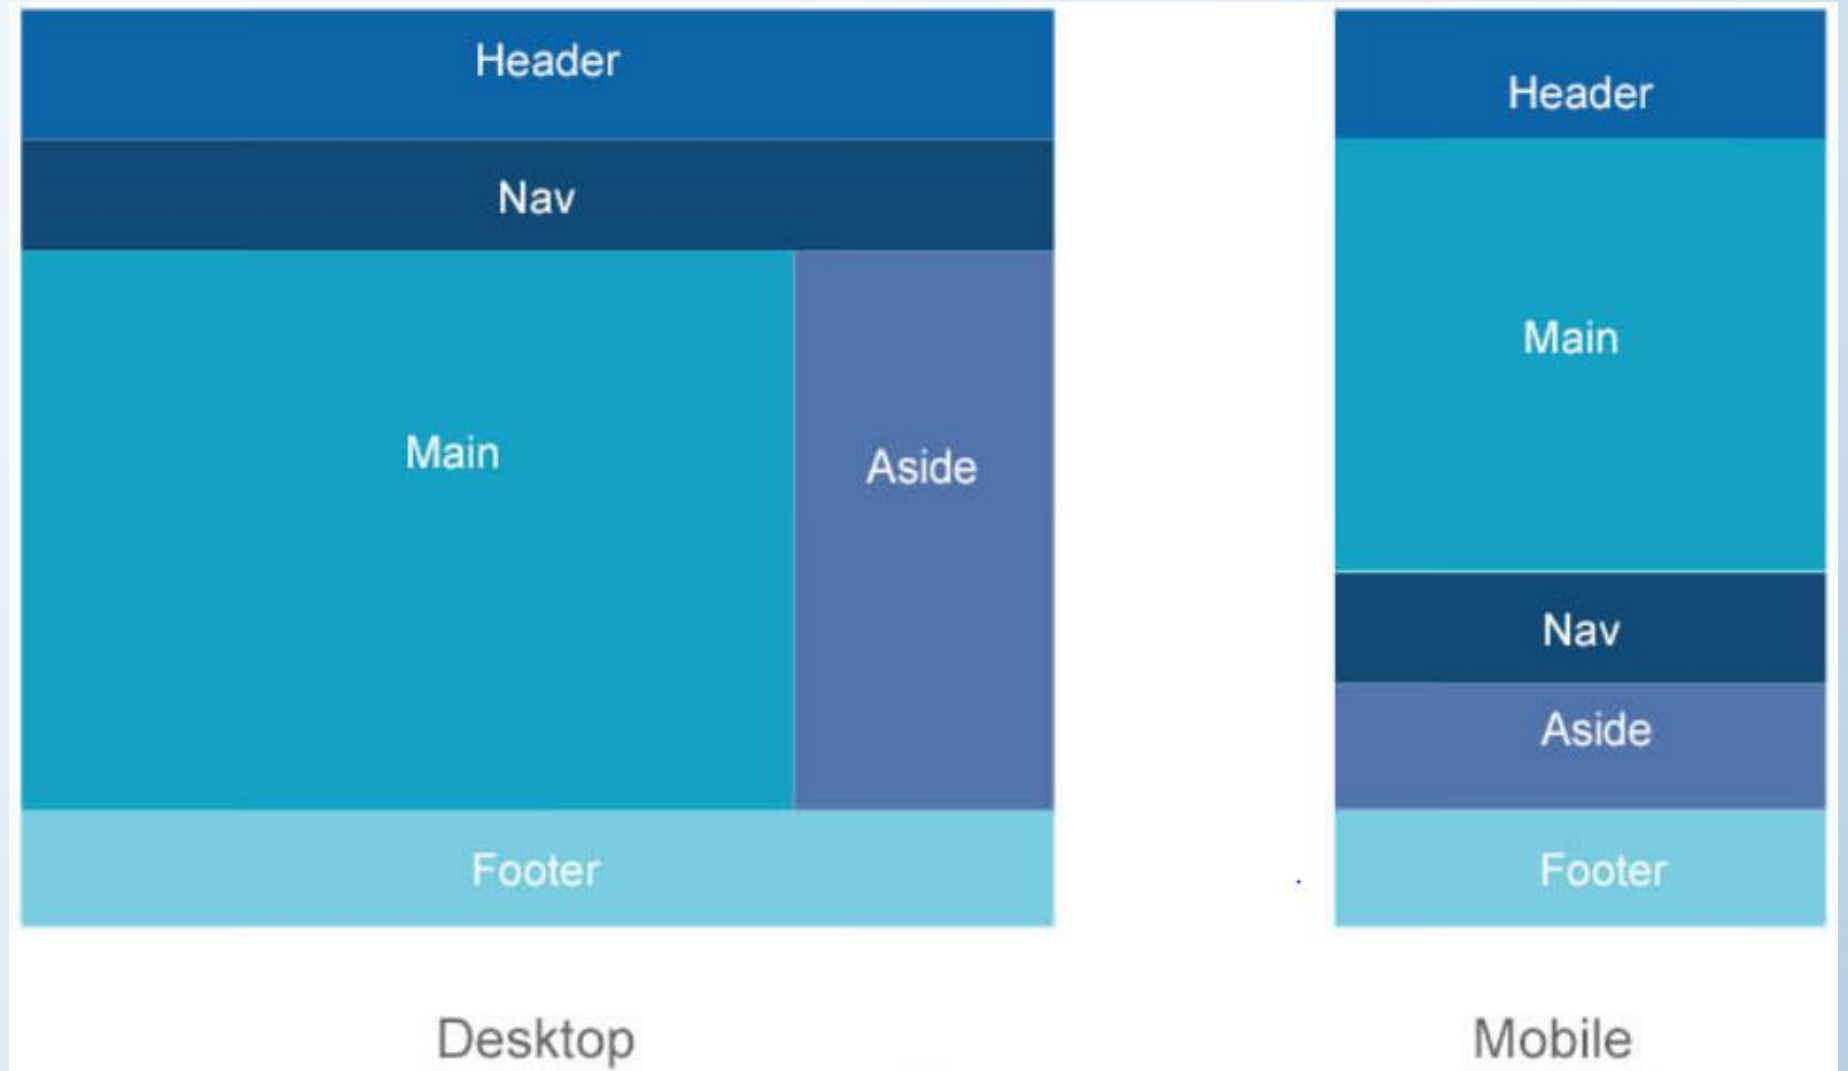 Header
Nav
Main
Aside
Footer
Desktop
Header
Main
Nav
Aside
Footer
Mobile